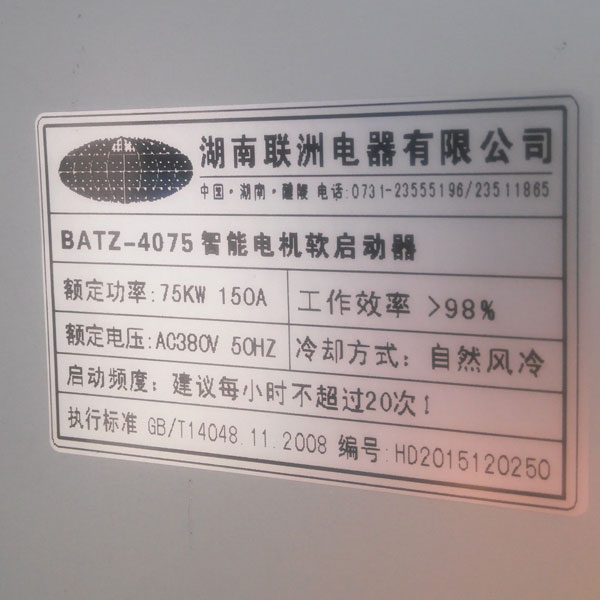 湖南联洲电器有限公司
中国·湖南·醴陵 电话:0731-23555196/23511865
BATZ-4075 智能电机软启动器
额定功率:75KW 150A 工作效率 >98%
额定电压:AC380V 50HZ 冷却方式: 自然风冷
启动频度: 建议每小时不超过20次!
执行标准 GB/T14048.11.2008 编号:HD2015120250